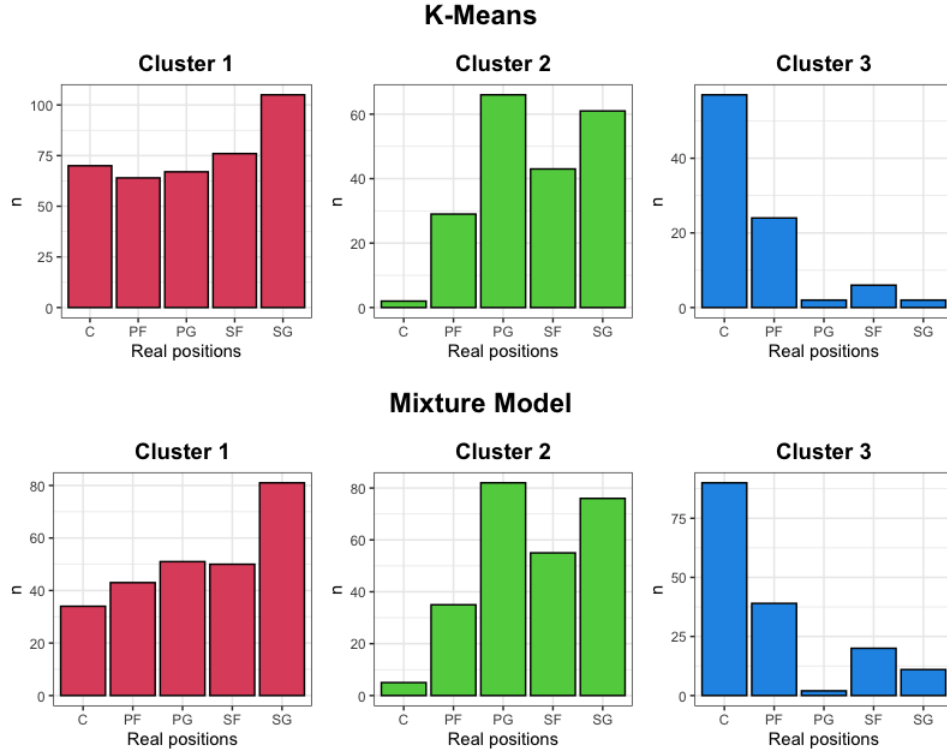 K-Means
Cluster 1
Cluster 2
Cluster 3
100
75
50
25
0
n
C PF PG SF SG
Real positions
60
40
20
0
n
C PF PG SF SG
Real positions
40
20
0
n
C PF PG SF SG
Real positions
Mixture Model
Cluster 1
Cluster 2
Cluster 3
80
60
40
20
0
n
C PF PG SF SG
Real positions
80
60
40
20
0
n
C PF PG SF SG
Real positions
75
50
25
0
n
C PF PG SF SG
Real positions